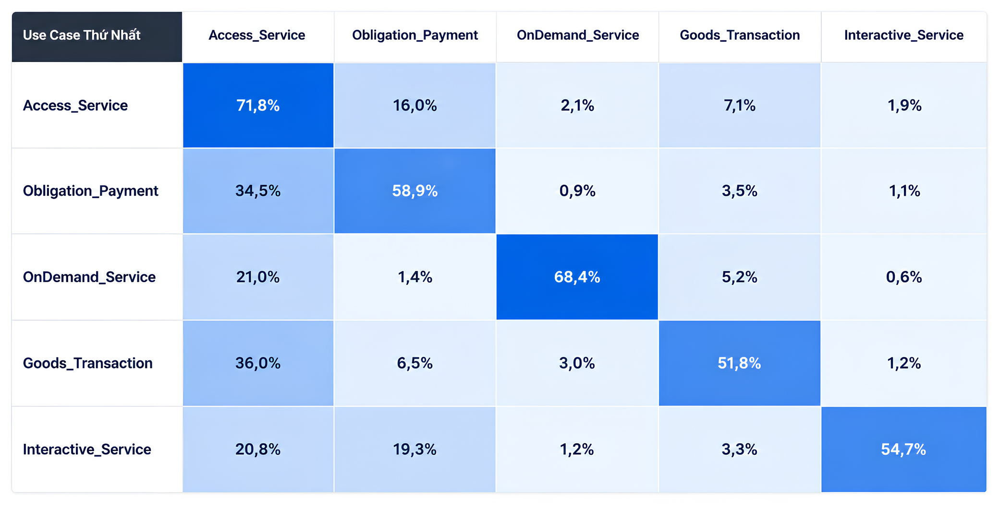 Use Case Thứ Nhất Access_Service Obligation_Payment OnDemand_Service Goods_Transaction Interactive_Service
Access_Service 71,8% 16,0% 2,1% 7,1% 1,9%
Obligation_Payment 34,5% 58,9% 0,9% 3,5% 1,1%
OnDemand_Service 21,0% 1,4% 68,4% 5,2% 0,6%
Goods_Transaction 36,0% 6,5% 3,0% 51,8% 1,2%
Interactive_Service 20,8% 19,3% 1,2% 3,3% 54,7%